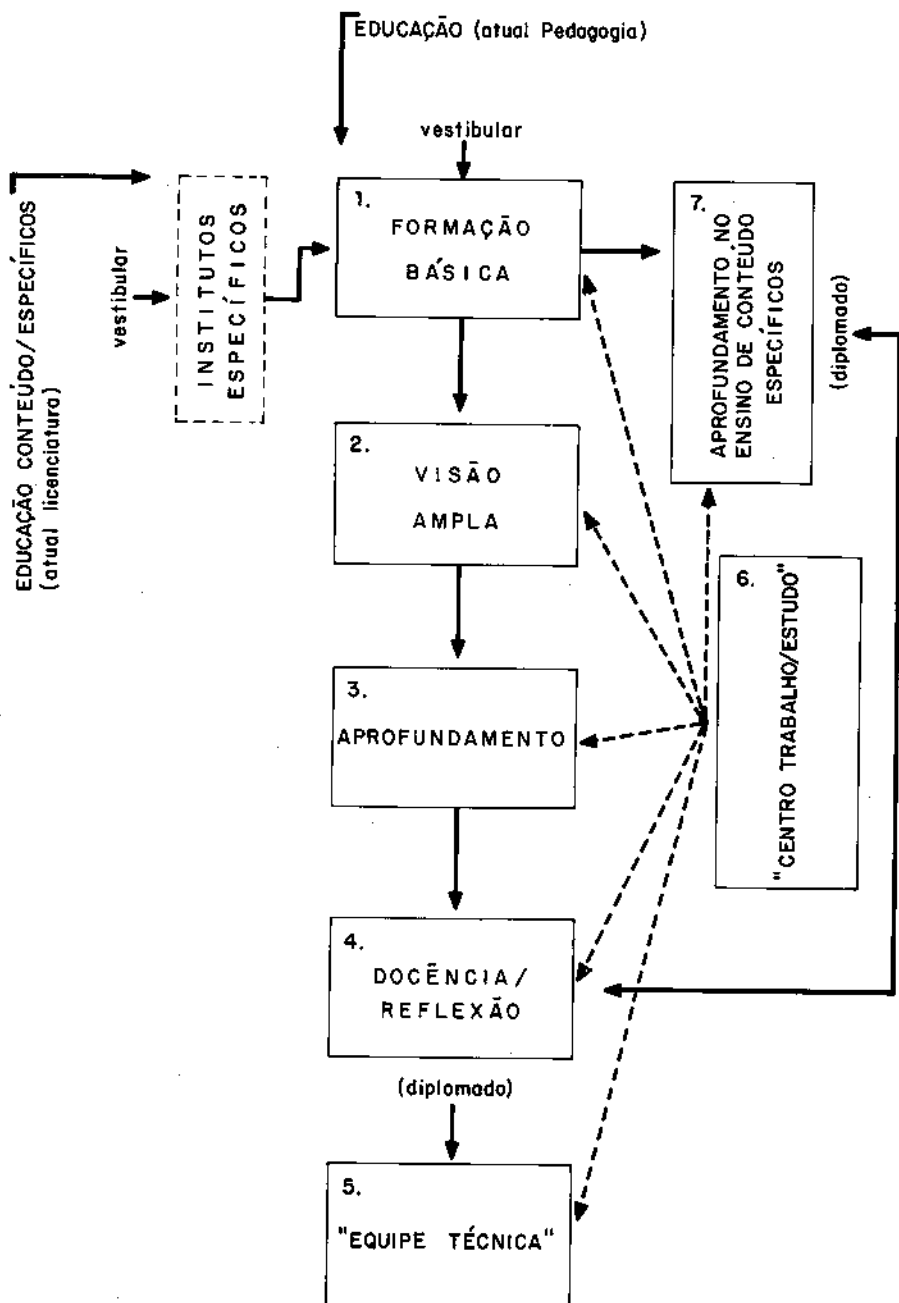 EDUCAÇÃO (atual Pedagogia)
vestibular
EDUCAÇÃO CONTEÚDO/ESPECÍFICOS
(atual licenciatura)
vestibular
INSTITUTOS
ESPECÍFICOS
1.
FORMAÇÃO
BÁSICA
7.
APROFUNDAMENTO NO
ENSINO DE CONTEÚDO
ESPECÍFICOS
(diplomado)
2.
VISÃO
AMPLA
6.
"CENTRO TRABALHO/ESTUDO"
3.
APROFUNDAMENTO
4.
DOCÊNCIA/
REFLEXÃO
(diplomado)
5.
"EQUIPE TÉCNICA"